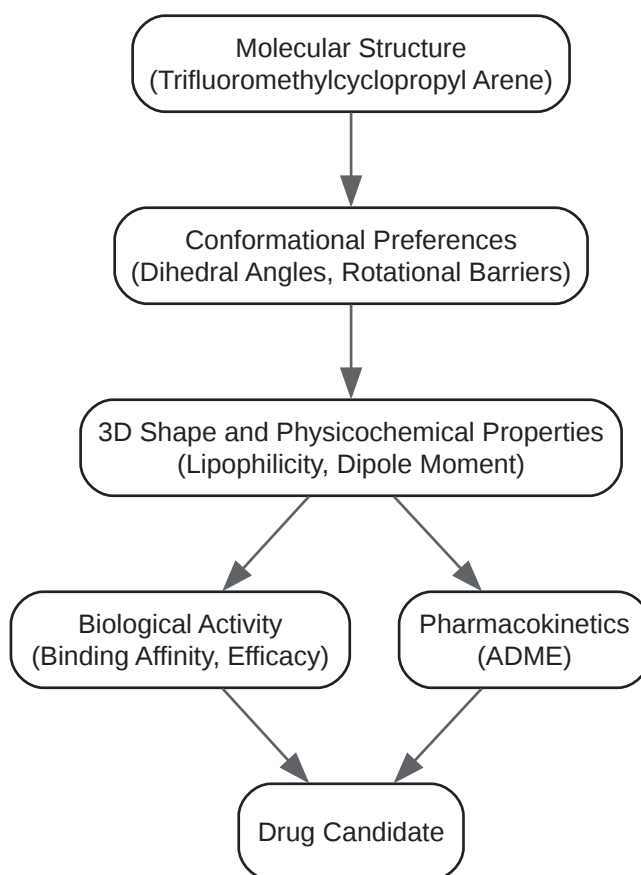 Molecular Structure
(Trifluoromethylcyclopropyl Arene)
Conformational Preferences
(Dihedral Angles, Rotational Barriers)
3D Shape and Physicochemical Properties
(Lipophilicity, Dipole Moment)
Biological Activity
(Binding Affinity, Efficacy)
Pharmacokinetics
(ADME)
Drug Candidate